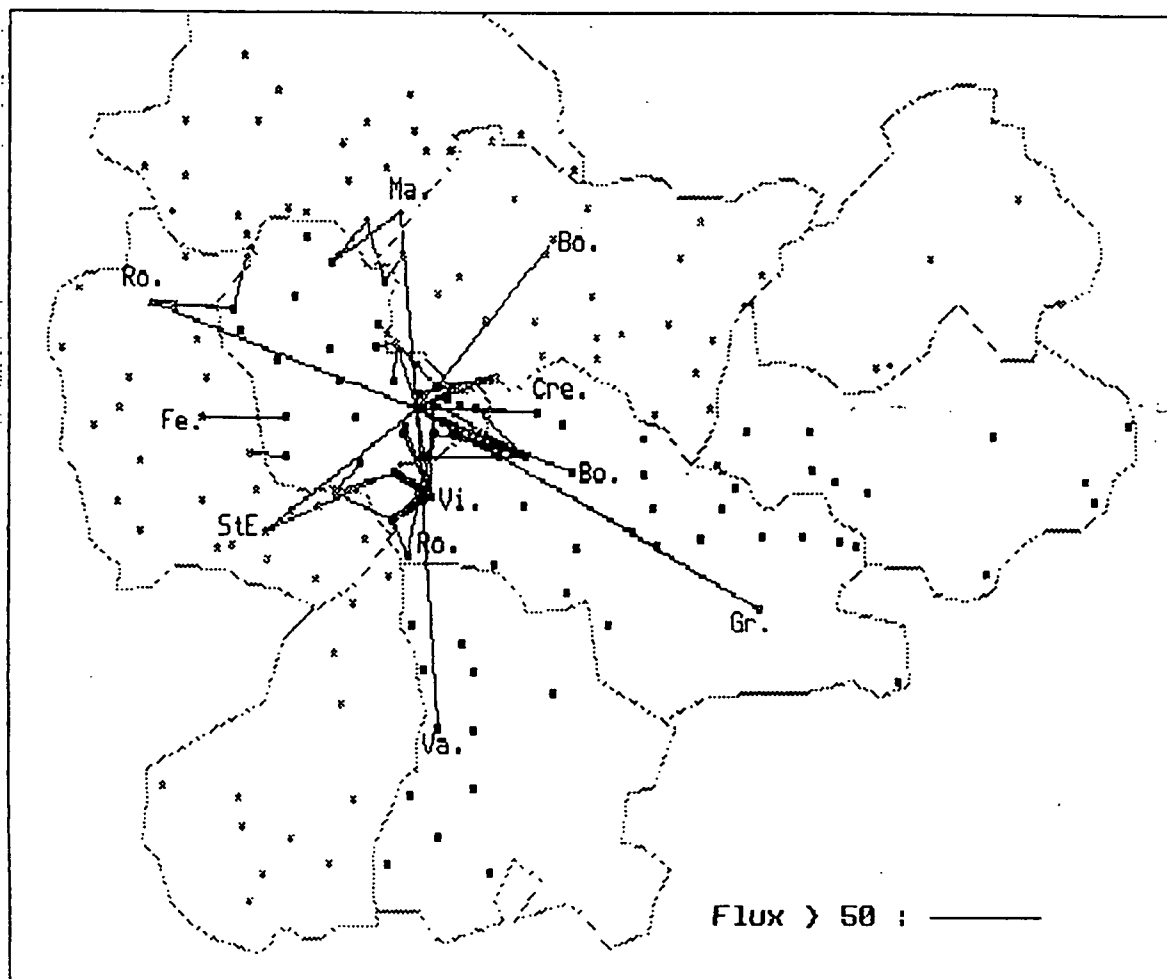 Ma.
Bo.
Ro.
Cre.
Fe.
Bo.
Vi.
StE
Ro.
Gr.
Va.
Flux > 50 :